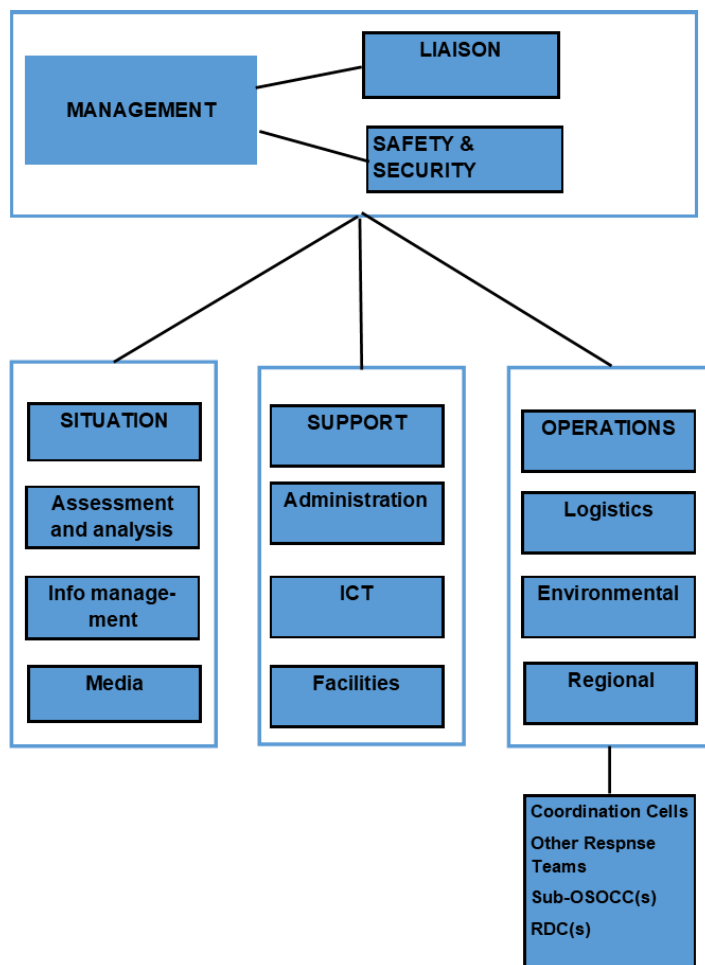 LIAISON
MANAGEMENT
SAFETY &
SECURITY
SITUATION
Assessment
and analysis
Info manage-
ment
Media
SUPPORT
Administration
ICT
Facilities
OPERATIONS
Logistics
Environmental
Regional
Coordination Cells
Other Respnse
Teams
Sub-OSOCC(s)
RDC(s)